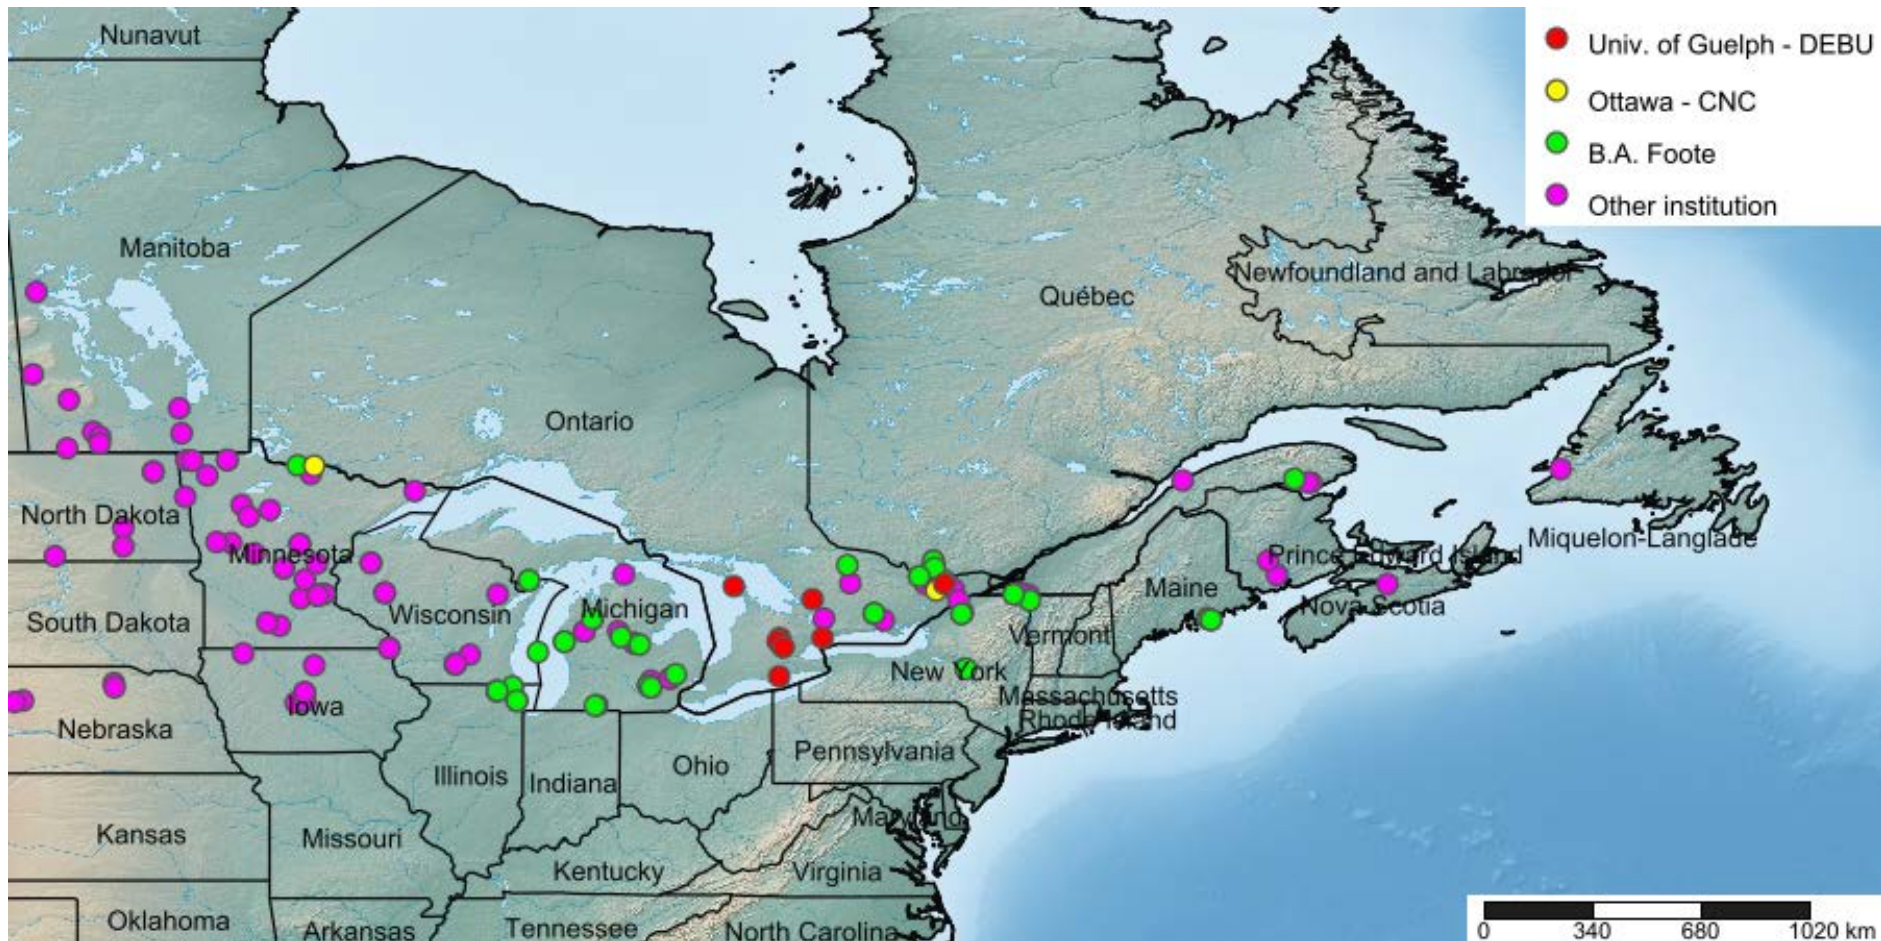 Nunavut
Univ. of Guelph - DEBU
Ottawa - CNC
B.A. Foote
Other institution
Manitoba
Newfoundland and Labrador
Québec
Ontario
North Dakota
Minnesota
Prince Edward Island
Miquelon-Langlade
Maine
Nova Scotia
Wisconsin
Michigan
South Dakota
Vermont
New York
Massachusetts
Rhode Island
Iowa
Nebraska
Pennsylvania
Ohio
Illinois
Indiana
Maryland
Kansas
Missouri
Kentucky
Virginia
Oklahoma
Arkansas
Tennessee
North Carolina
0 340 680 1020 km